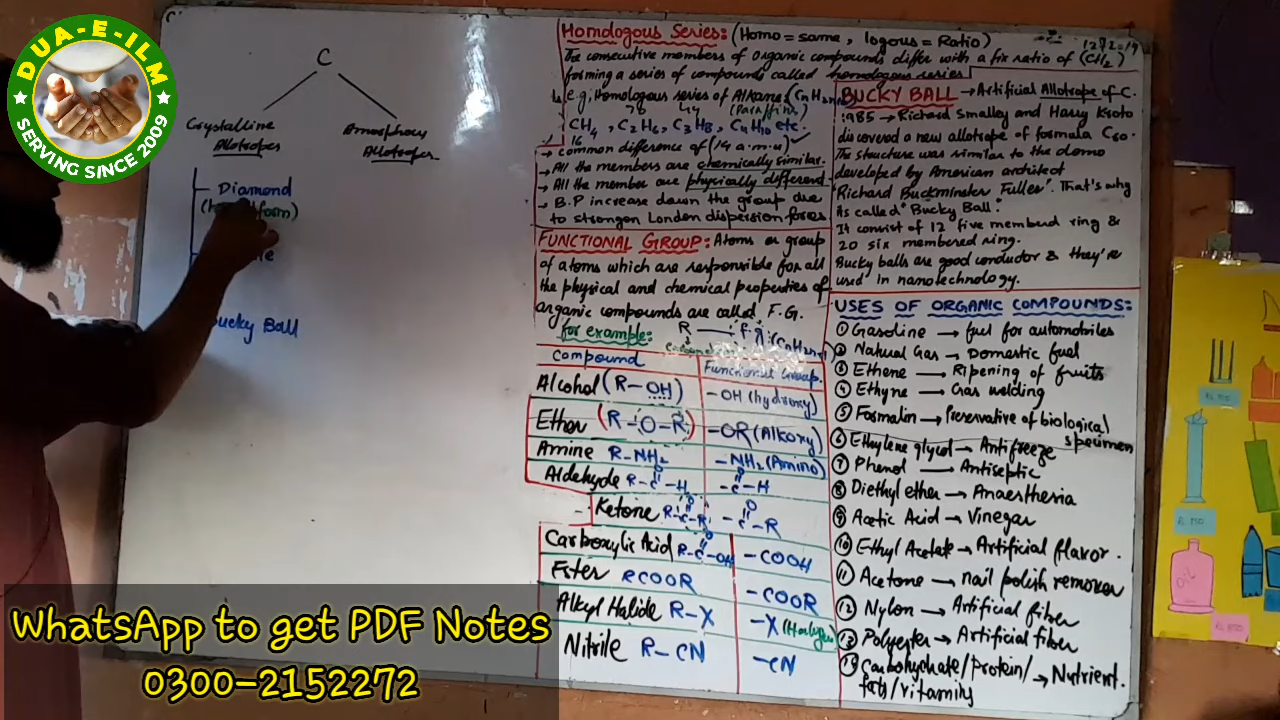 DUA-E-ILM
SERVING SINCE 2009
C
Crystalline
Allotropes
Amorphous
Allotropes
Diamond
Bucky Ball
Homologous Series: (Homo = same, logous = Ratio)
The consecutive members of organic compounds differ with a fix ratio of (CH2)
forming a series of compound called homologous series
e.g; Homologous series of Alkane
(Paraffins)
CH4, C2H6, C3H8, C4H10 etc.
16
→ common difference of (14 a.m.u)
→ All the members are chemically similar.
→ All the member are physically different
→ B.P increase down the group due
to stronger London dispersion forces
FUNCTIONAL GROUP: Atoms or group
of atoms which are responsible for all
the physical and chemical properties of
organic compounds are called F.G.
for example:
R — f.g.
Compound Functional Group.
Alcohol (R-OH) -OH (hydroxy)
Ether (R-O-R) -OR (Alkoxy)
Amine R-NH2 -NH2 (Amino)
Aldehyde R-C-H -C-H
O O
Ketone R-C-R -C-R
O O
Carboxylic Acid R-C-OH -COOH
O
Ester RCOOR -COOR
Alkyl Halide R-X -X (Halogen)
Nitrile R-CN -CN
BUCKY BALL → Artificial Allotrope of C.
1985 → Richard Smalley and Harry Kroto
discovered a new allotrope of formula C60.
The structure was similar to the domo
developed by American architect
"Richard Buckminster Fuller". That's why
As called "Bucky Ball".
It consist of 12 five memberd ring &
20 six membered ring.
Bucky balls are good conductor & they're
used in nanotechnology.
USES OF ORGANIC COMPOUNDS:
① Gasoline → fuel for automobiles
② Natural Gas → Domestic fuel
③ Ethene → Ripening of fruits
④ Ethyne → Gas welding
⑤ Formalin → Preservative of biological
specimen
⑥ Ethylene glycol → Antifreeze
⑦ Phenol → Antiseptic
⑧ Diethyl ether → Anaesthesia
⑨ Acetic Acid → Vinegar
⑩ Ethyl Acetate → Artificial flavor.
⑪ Acetone → nail polish remover
⑫ Nylon → Artificial fiber
⑬ Polyester → Artificial fiber
Carbohydrate/protein/ → Nutrient.
fats/vitamins
WhatsApp to get PDF Notes
0300-2152272